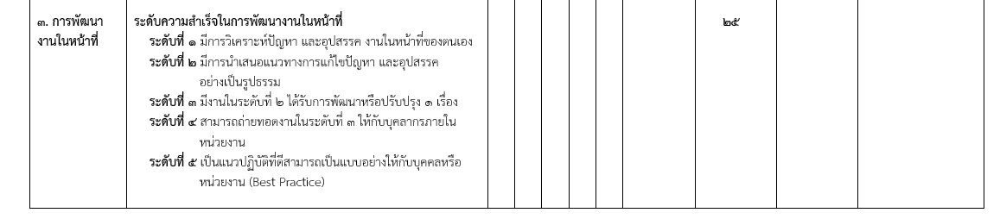 ๓. การพัฒนา
งานในหน้าที่
ระดับความสำเร็จในการพัฒนางานในหน้าที่
ระดับที่ ๑ มีการวิเคราะห์ปัญหา และอุปสรรค งานในหน้าที่ของตนเอง
ระดับที่ ๒ มีการนำเสนอแนวทางการแก้ไขปัญหา และอุปสรรค
อย่างเป็นรูปธรรม
ระดับที่ ๓ มีงานในระดับที่ ๒ ได้รับการพัฒนาหรือปรับปรุง ๑ เรื่อง
ระดับที่ ๔ สามารถถ่ายทอดงานในระดับที่ ๓ ให้กับบุคลากรภายใน
หน่วยงาน
ระดับที่ ๕ เป็นแนวปฏิบัติที่ดีสามารถเป็นแบบอย่างให้กับบุคคลหรือ
หน่วยงาน (Best Practice)
๒๕